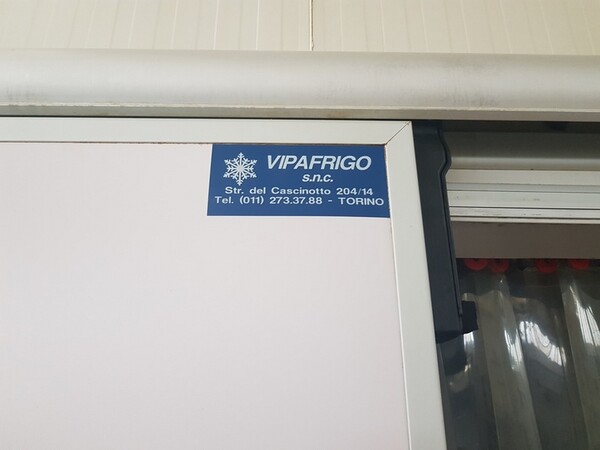 VIPAFRIGO
s.n.c.
Str. del Cascinotto 204/14
Tel. (011) 273.37.88 - TORINO